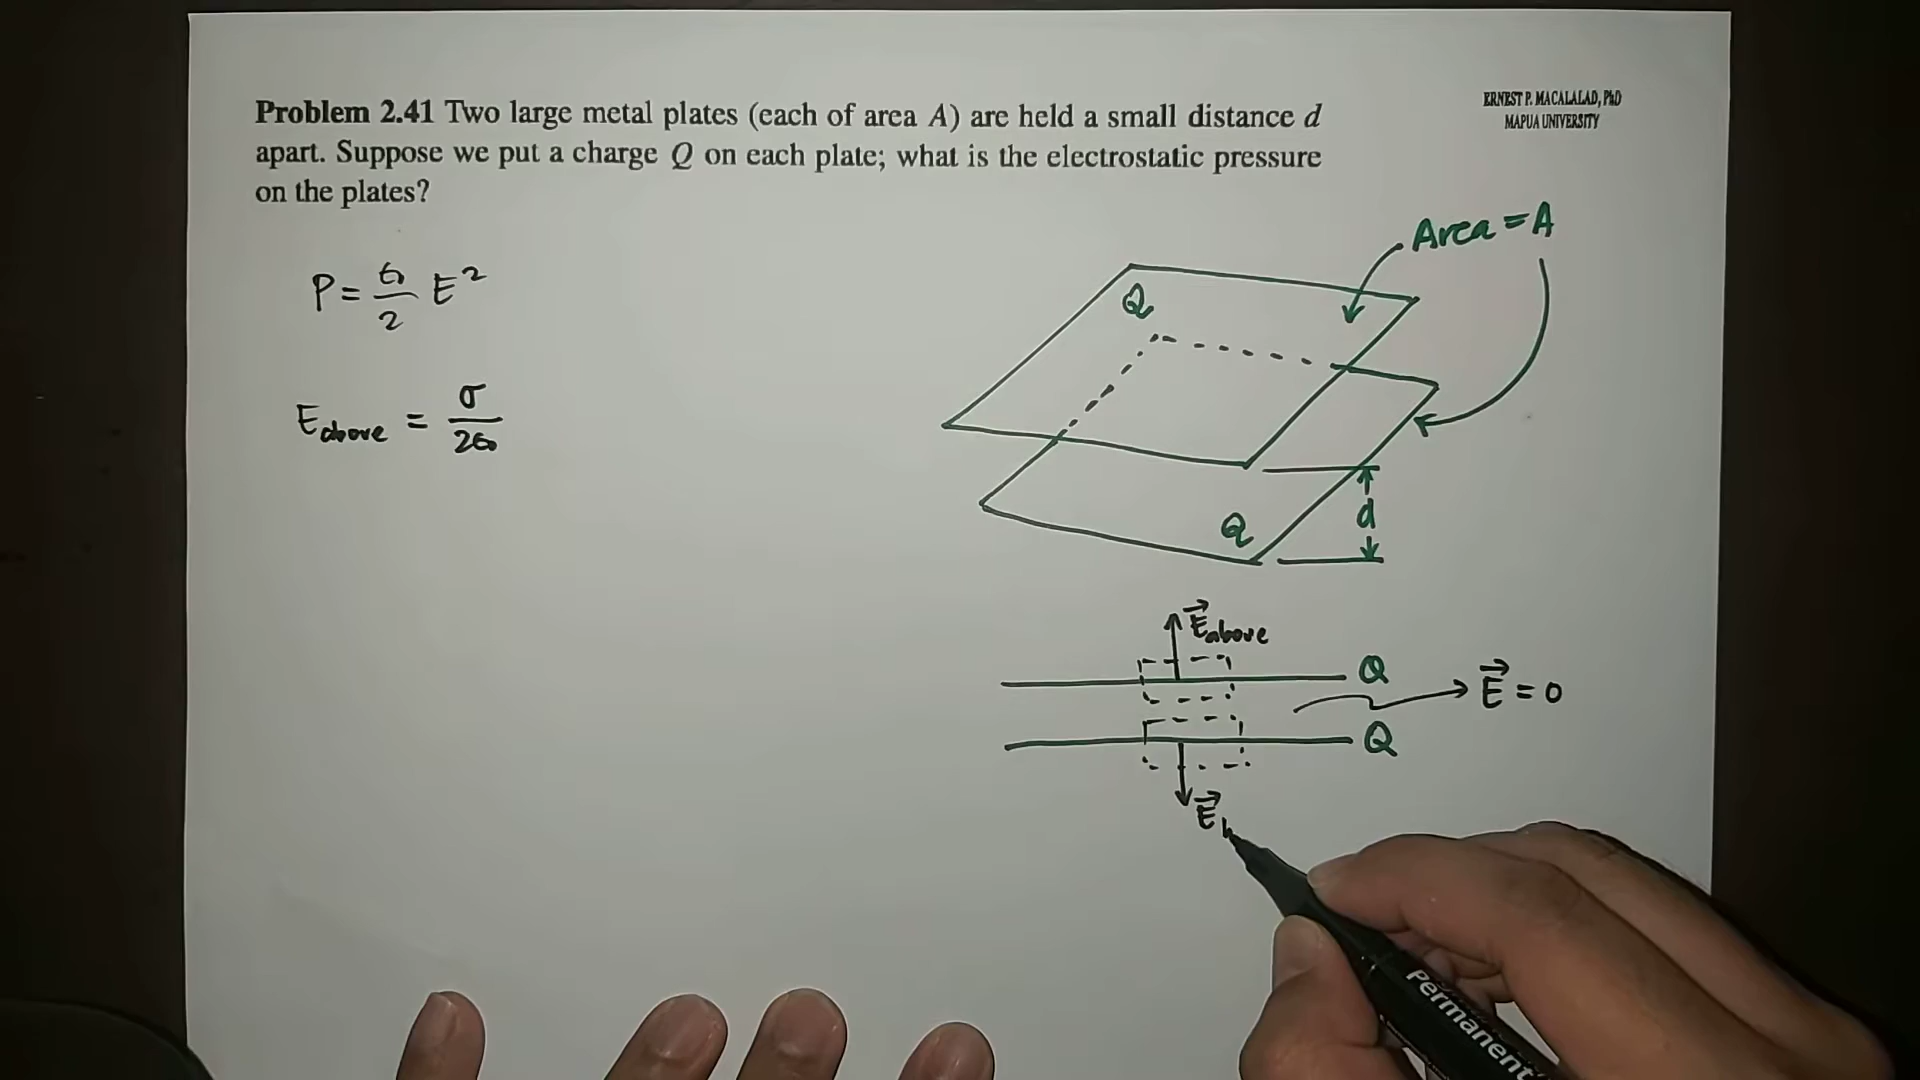 Problem 2.41 Two large metal plates (each of area A) are held a small distance d
apart. Suppose we put a charge Q on each plate; what is the electrostatic pressure
on the plates?
ERNEST P. MACALALAD, PhD
MAPUA UNIVERSITY
P = ϵ₀/2 E²
E above = σ/2ϵ₀
Area = A
Q
Q
d
E⃗ above
Q
E⃗ = 0
Q
E⃗
Permanent